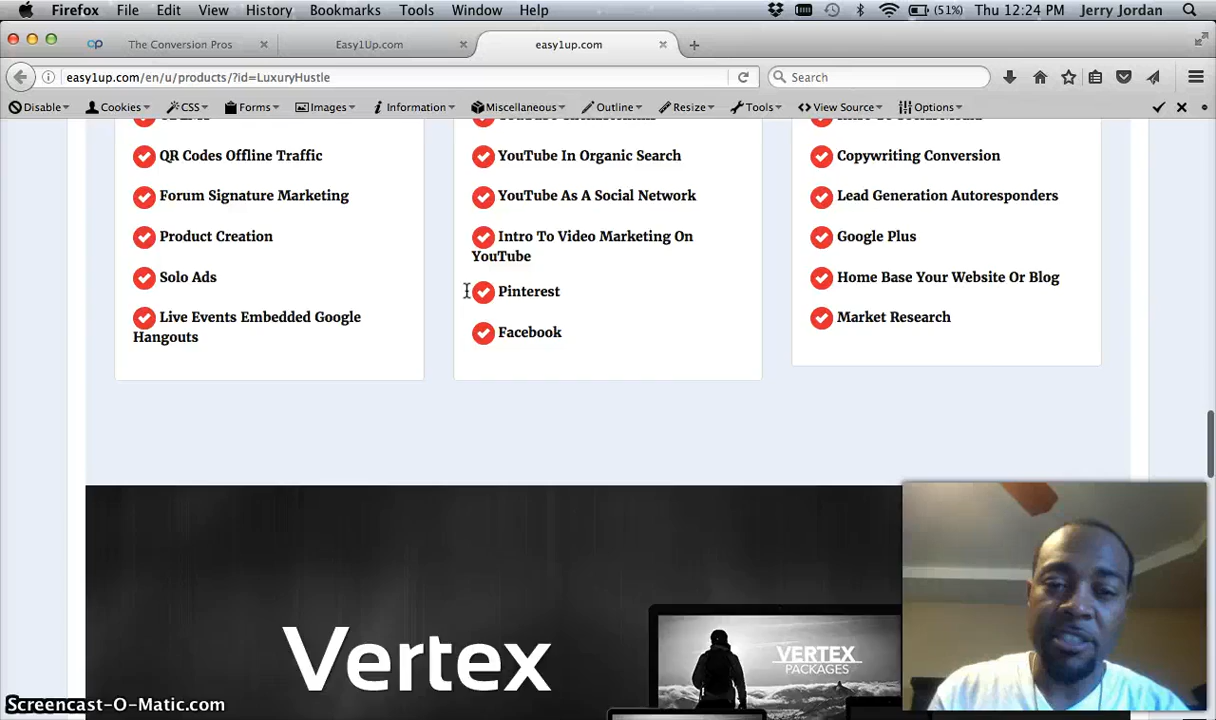 Firefox File Edit View History Bookmarks Tools Window Help (51%) Thu 12:24 PM Jerry Jordan
The Conversion Pros Easy1Up.com easy1up.com
easy1up.com/en/u/products/?id=LuxuryHustle Search
Disable Cookies CSS Forms Images Information Miscellaneous Outline Resize Tools View Source Options
QR Codes Offline Traffic
Forum Signature Marketing
Product Creation
Solo Ads
Live Events Embedded Google
Hangouts
YouTube In Organic Search
YouTube As A Social Network
Intro To Video Marketing On
YouTube
Pinterest
Facebook
Copywriting Conversion
Lead Generation Autoresponders
Google Plus
Home Base Your Website Or Blog
Market Research
Vertex
VERTEX
PACKAGES
Screencast-O-Matic.com